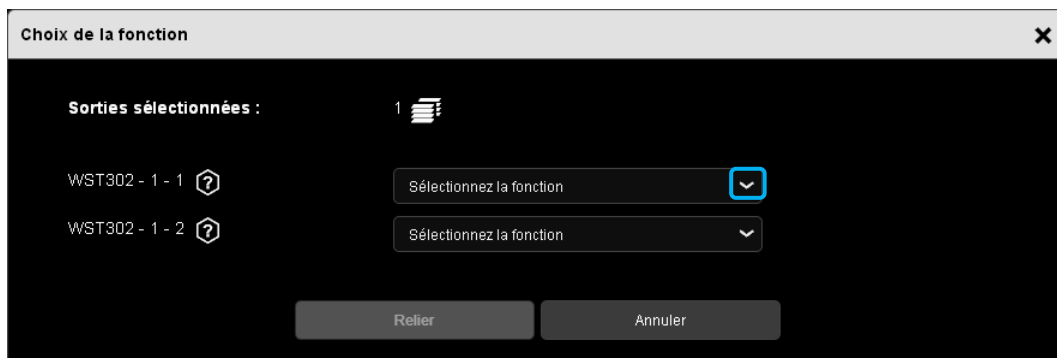 Choix de la fonction
Sorties sélectionnées : 1
WST302 - 1 - 1 ? Sélectionnez la fonction
WST302 - 1 - 2 ? Sélectionnez la fonction
Relier Annuler